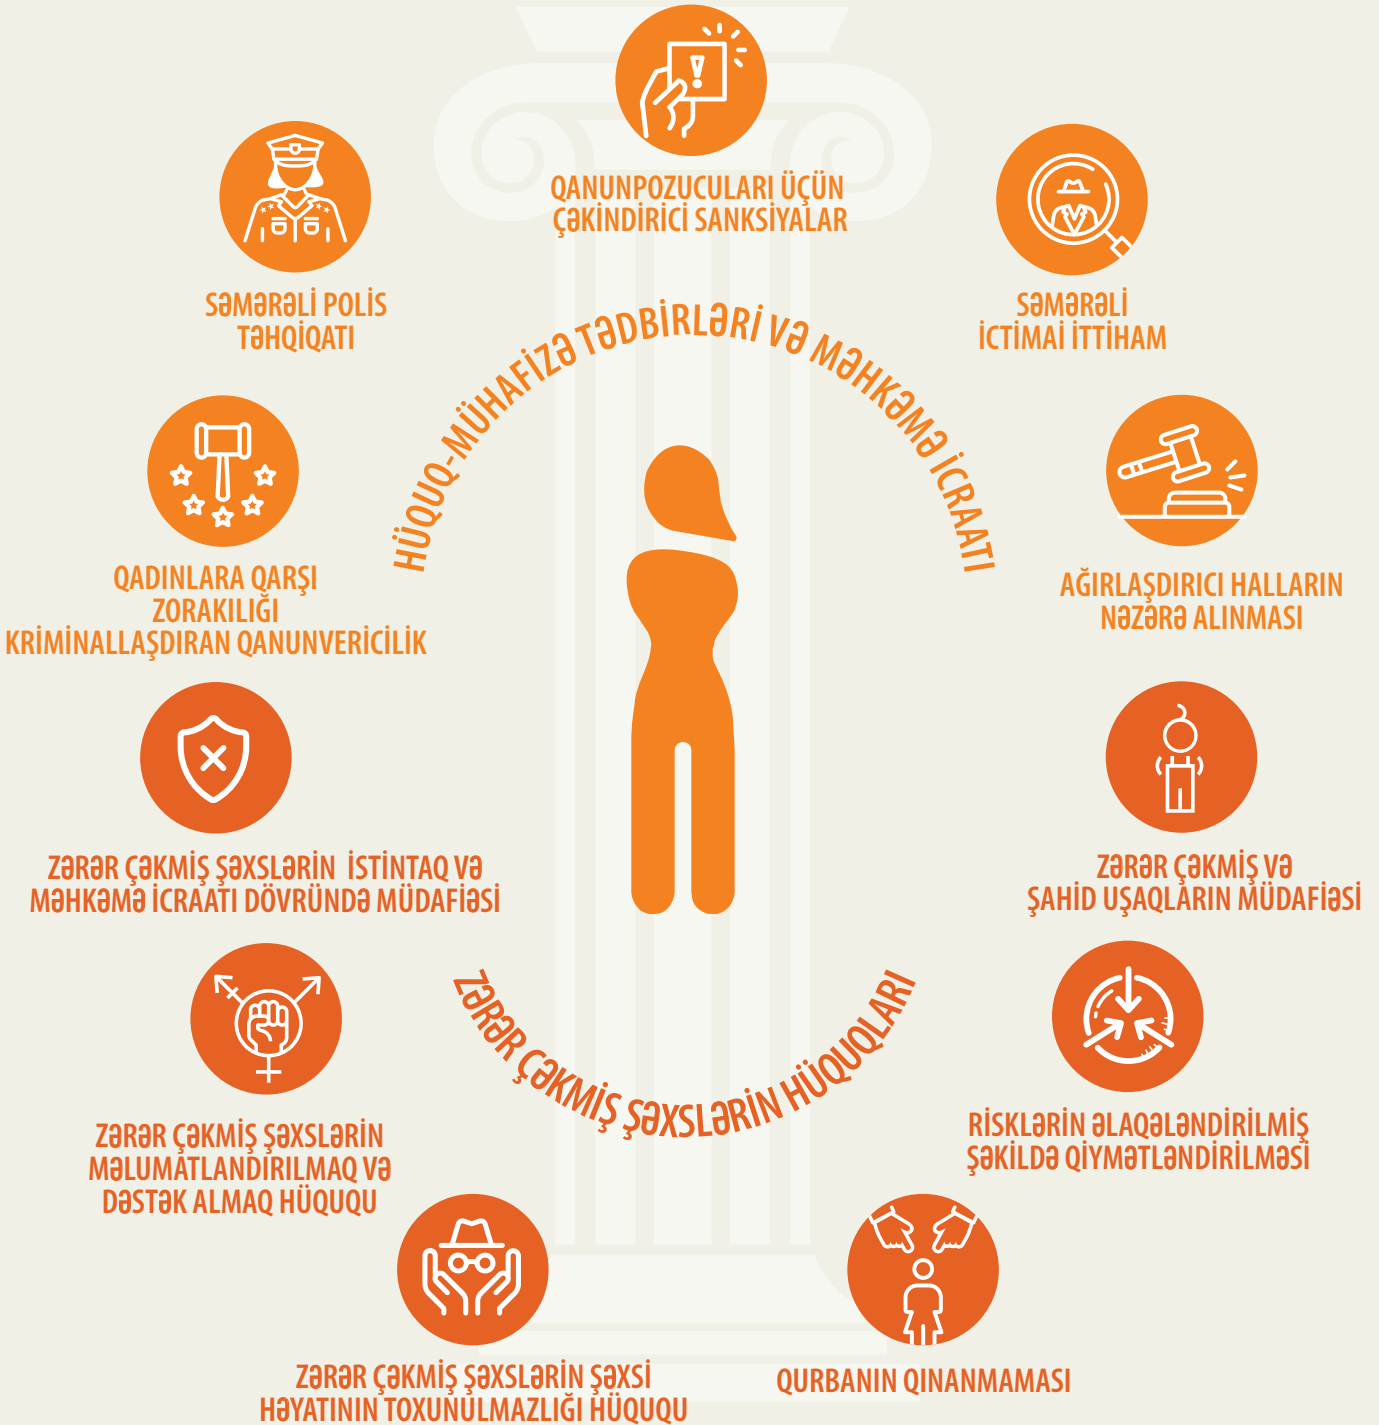 QANUNPOZUCULARI ÜÇÜN
ÇƏKİNDİRİCİ SANKSİYALAR
SƏMƏRƏLİ POLİS
TƏHQİQATI
SƏMƏRƏLİ
İCTİMAİ İTTİHAM
HÜQUQ-MÜHAFİZƏ TƏDBİRLƏRİ VƏ MƏHKƏMƏ İCRAATI
QADINLARA QARŞI
ZORAKILIĞI
KRİMİNALLAŞDIRAN QANUNVERİCİLİK
AĞIRLAŞDIRICI HALLARIN
NƏZƏRƏ ALINMASI
ZƏRƏR ÇƏKMİŞ ŞƏXSLƏRİN İSTİNTAQ VƏ
MƏHKƏMƏ İCRAATI DÖVRÜNDƏ MÜDAFİƏSİ
ZƏRƏR ÇƏKMİŞ VƏ
ŞAHİD UŞAQLARIN MÜDAFİƏSİ
ZƏRƏR ÇƏKMİŞ ŞƏXSLƏRİN HÜQUQLARI
ZƏRƏR ÇƏKMİŞ ŞƏXSLƏRİN
MƏLUMATLANDIRILMAQ VƏ
DƏSTƏK ALMAQ HÜQUQU
RİSKLƏRİN ƏLAQƏLƏNDİRİLMİŞ
ŞƏKİLDƏ QİYMƏTLƏNDİRİLMƏSİ
ZƏRƏR ÇƏKMİŞ ŞƏXSLƏRİN ŞƏXSİ
HƏYATININ TOXUNULMAZLIĞI HÜQUQU
QURBANIN QINANMAMASI